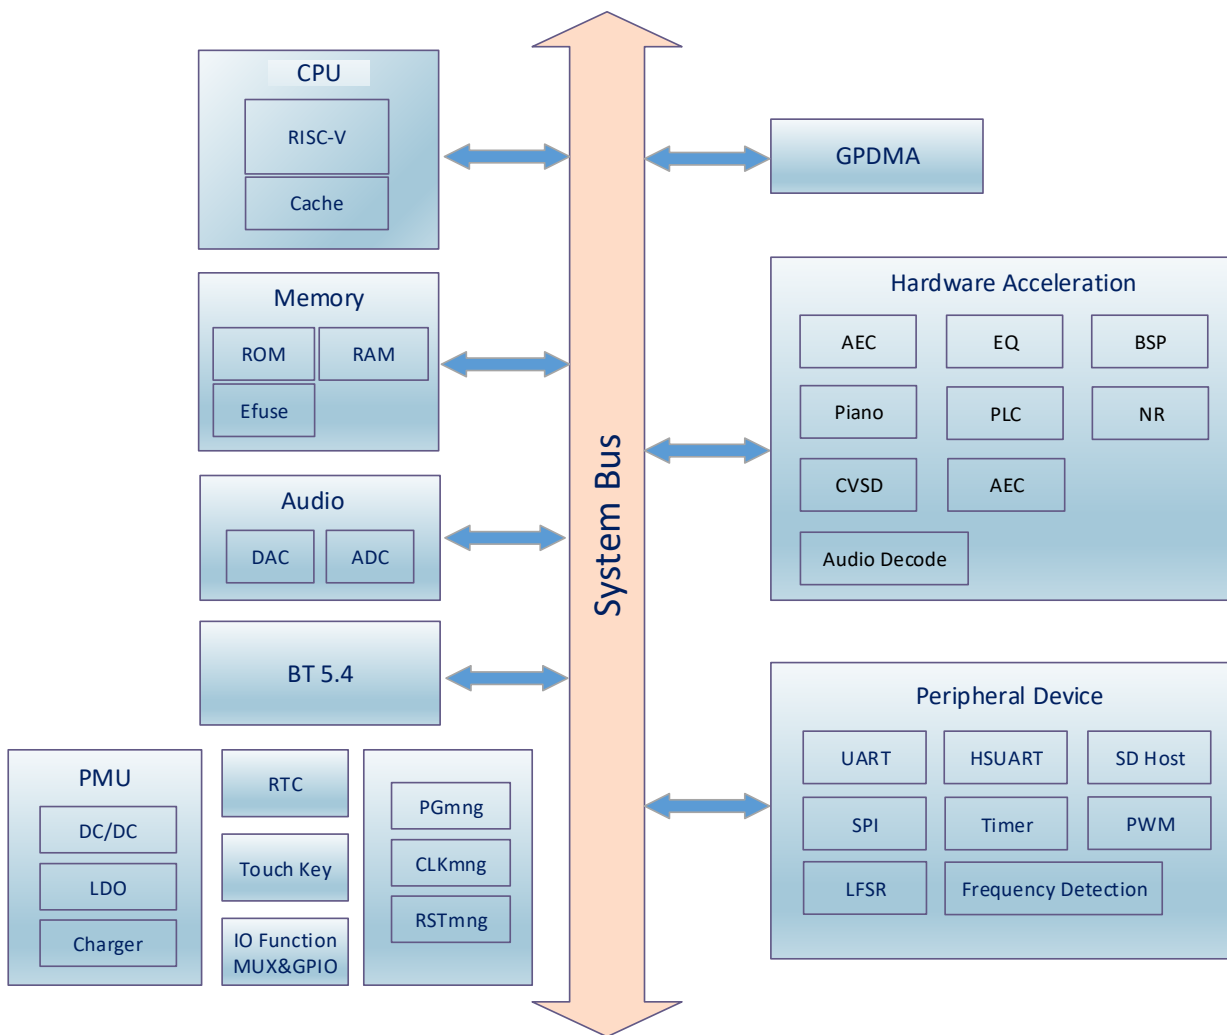 CPU
RISC-V
Cache
Memory
ROM
RAM
Efuse
Audio
DAC
ADC
BT 5.4
PMU
DC/DC
LDO
Charger
RTC
Touch Key
IO Function
MUX&GPIO
PGmng
CLKmng
RSTmng
System Bus
GPDMA
Hardware Acceleration
AEC
EQ
BSP
Piano
PLC
NR
CVSD
AEC
Audio Decode
Peripheral Device
UART
HSUART
SD Host
SPI
Timer
PWM
LFSR
Frequency Detection